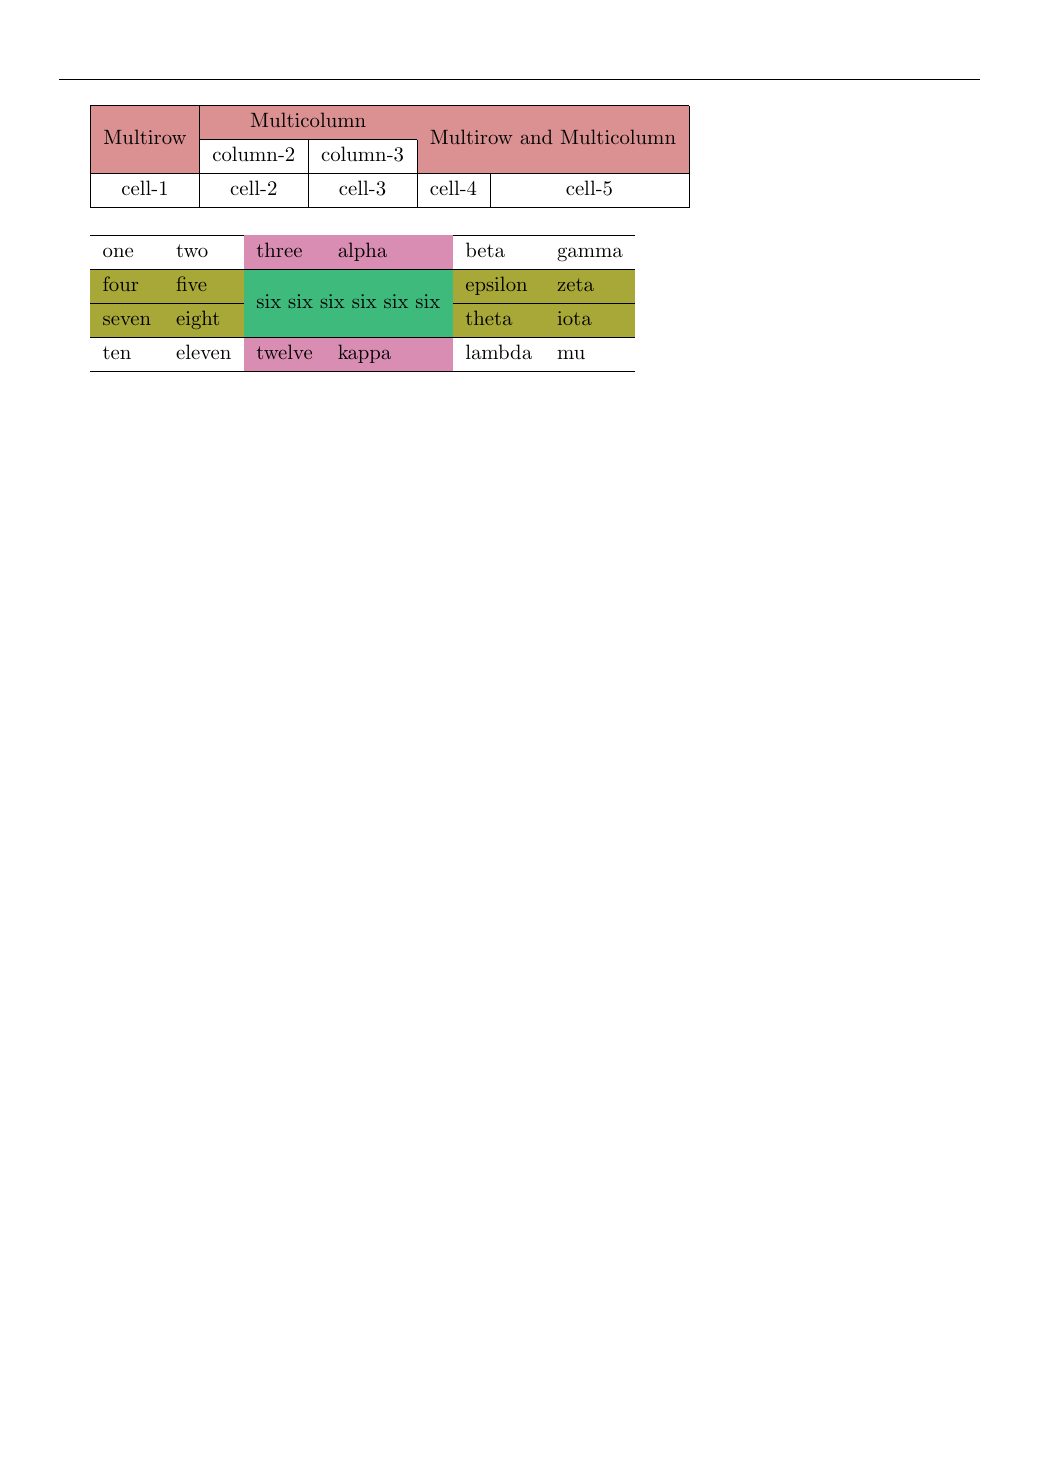 Multirow Multicolumn Multirow and Multicolumn
column-2 column-3
cell-1 cell-2 cell-3 cell-4 cell-5
one two three alpha beta gamma
four five six six six six six six epsilon zeta
seven eight theta iota
ten eleven twelve kappa lambda mu